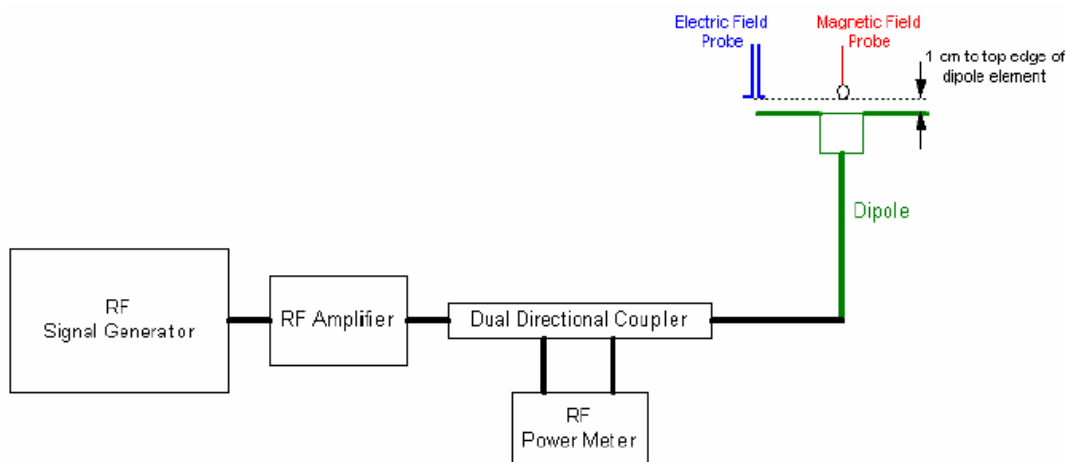 Electric Field
Probe
Magnetic Field
Probe
1 cm to top edge of
dipole element
Dipole
RF
Signal Generator
RF Amplifier
Dual Directional Coupler
RF
Power Meter